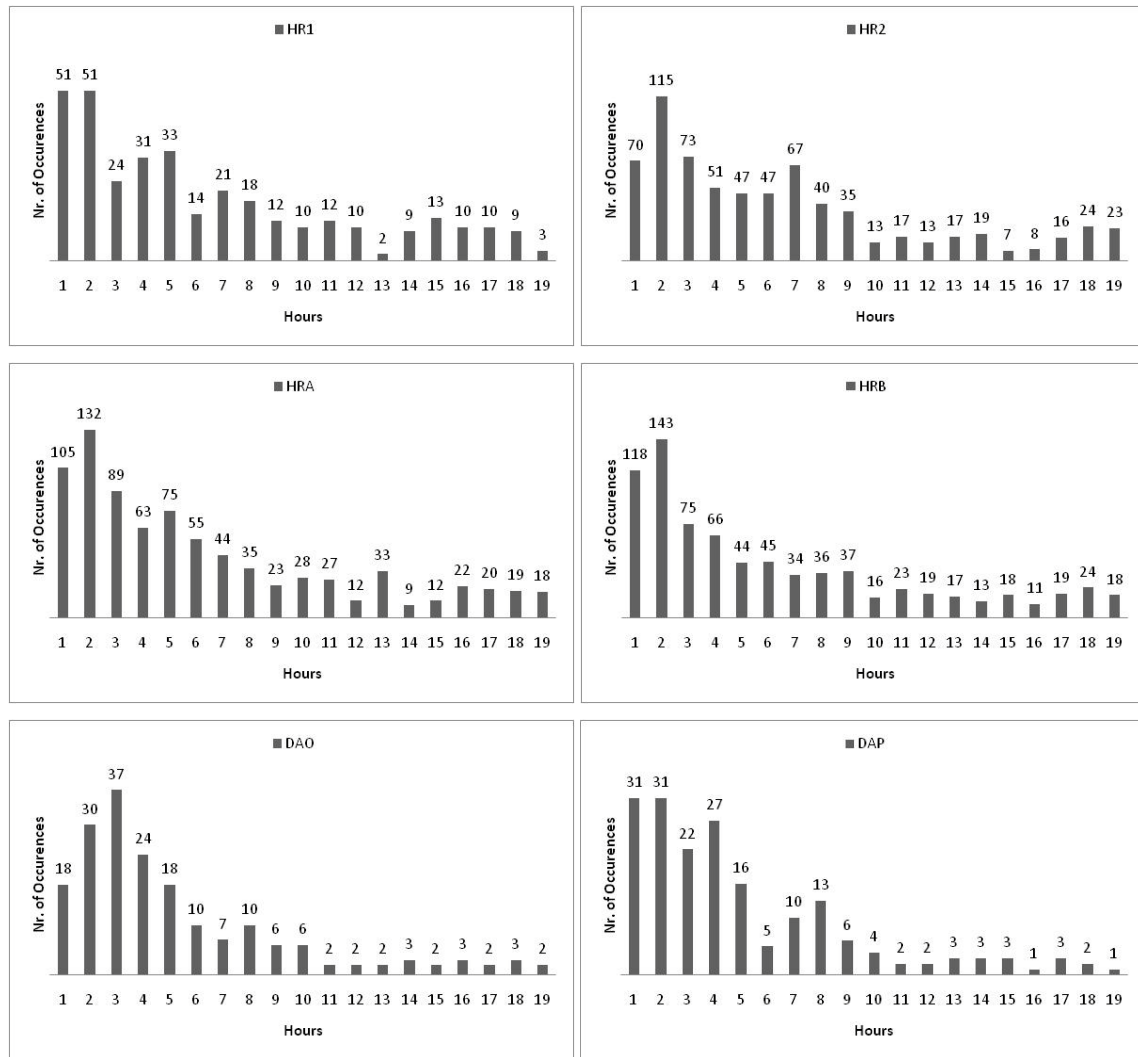 HR1
51 51 24 31 33 14 21 18 12 10 12 10 2 9 13 10 10 9 3
Nr. of Occurences
1 2 3 4 5 6 7 8 9 10 11 12 13 14 15 16 17 18 19
Hours
HR2
70 115 73 51 47 47 67 40 35 13 17 13 17 19 7 8 16 24 23
Nr. of Occurences
1 2 3 4 5 6 7 8 9 10 11 12 13 14 15 16 17 18 19
Hours
HRA
105 132 89 63 75 55 44 35 23 28 27 12 33 9 12 22 20 19 18
Nr. of Occurences
1 2 3 4 5 6 7 8 9 10 11 12 13 14 15 16 17 18 19
Hours
HRB
118 143 75 66 44 45 34 36 37 16 23 19 17 13 18 11 19 24 18
Nr. of Occurences
1 2 3 4 5 6 7 8 9 10 11 12 13 14 15 16 17 18 19
Hours
DAO
18 30 37 24 18 10 7 10 6 6 2 2 2 3 2 3 2 3 2
Nr. of Occurences
1 2 3 4 5 6 7 8 9 10 11 12 13 14 15 16 17 18 19
Hours
DAP
31 31 22 27 16 5 10 13 6 4 2 2 3 3 3 1 3 2 1
Nr. of Occurences
1 2 3 4 5 6 7 8 9 10 11 12 13 14 15 16 17 18 19
Hours